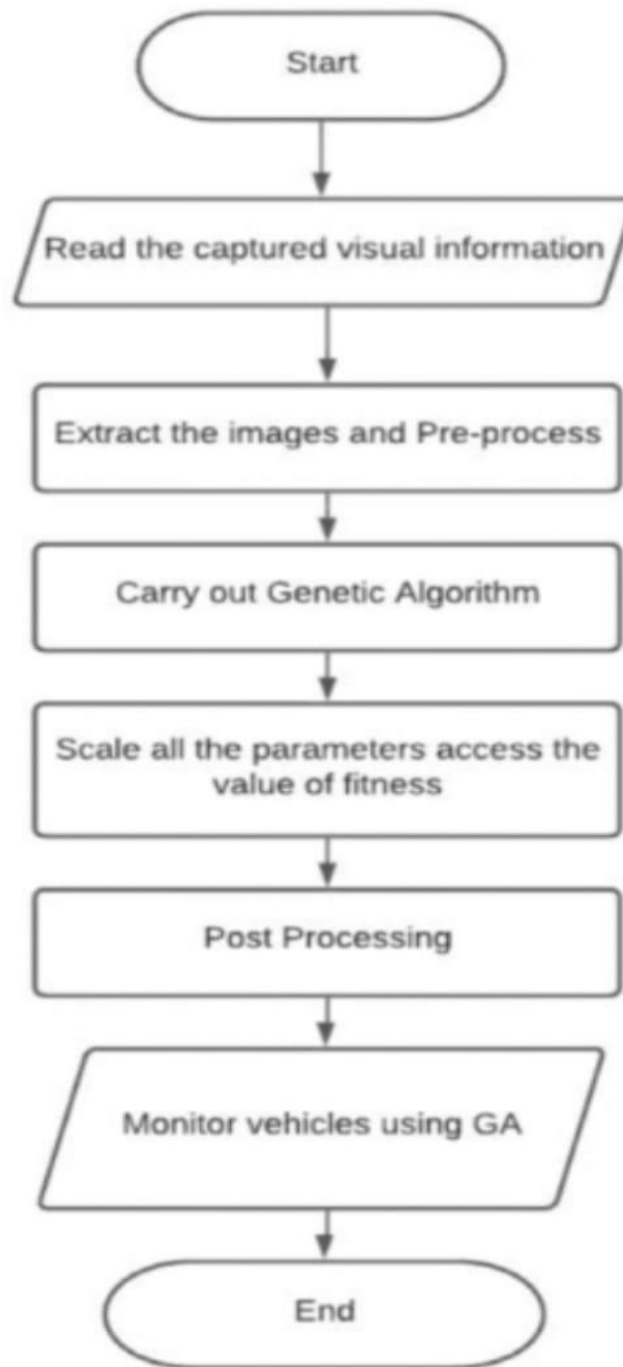 Start
Read the captured visual information
Extract the images and Pre-process
Carry out Genetic Algorithm
Scale all the parameters access the
value of fitness
Post Processing
Monitor vehicles using GA
End